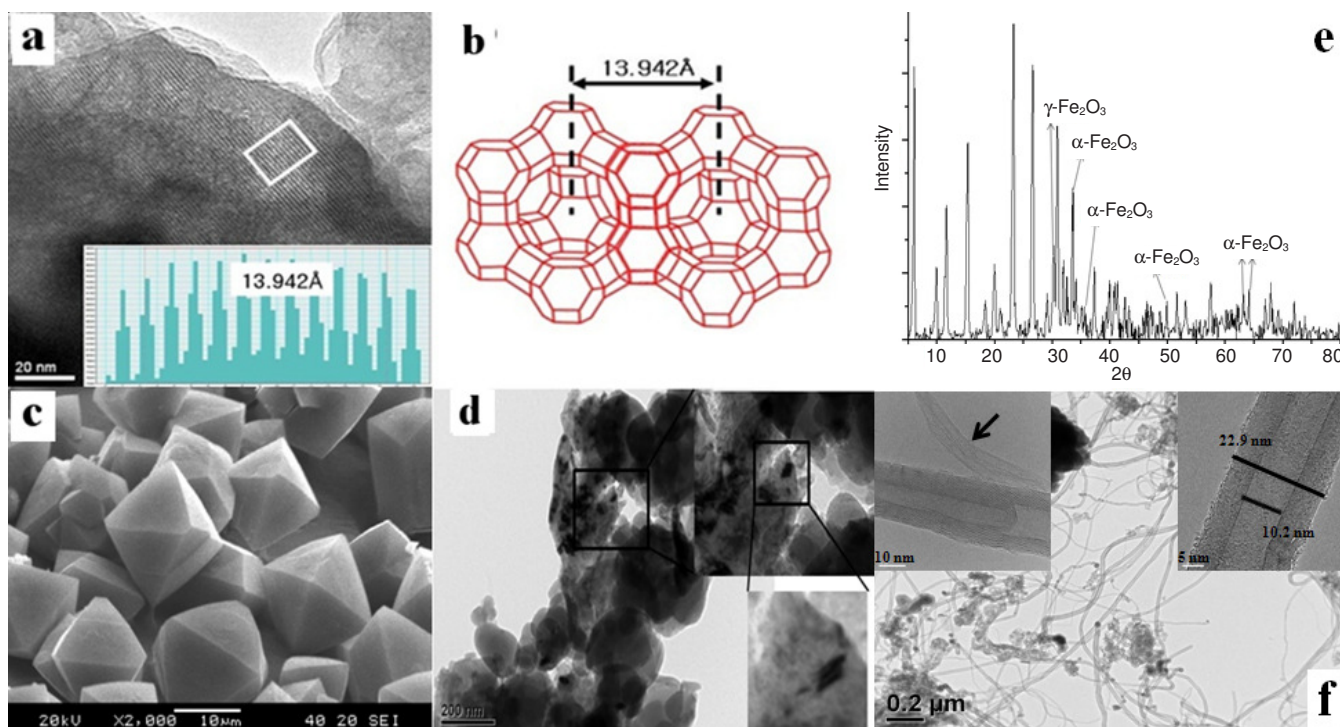 a
13.942Å
20 nm
b
13.942Å
e
Intensity
γ-Fe₂O₃
α-Fe₂O₃
α-Fe₂O₃
α-Fe₂O₃
α-Fe₂O₃
10 20 30 40 50 60 70 80
2θ
c
20kV X2,000 10μm 40 20 SEI
d
200 nm
10 nm
22.9 nm
10.2 nm
5 nm
0.2 μm
f